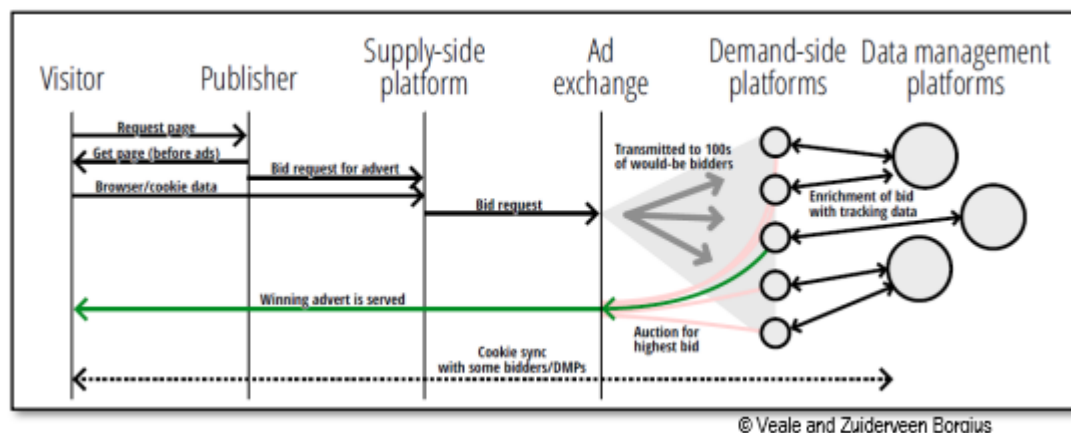 Visitor
Publisher
Supply-side
platform
Ad
exchange
Demand-side
platforms
Data management
platforms
Request page
Get page (before ads)
Bid request for advert
Browser/cookie data
Bid request
Transmitted to 100s
of would-be bidders
Enrichment of bid
with tracking data
Winning advert is served
Auction for
highest bid
Cookie sync
with some bidders/DMPs
© Veale and Zuiderveen Borgius